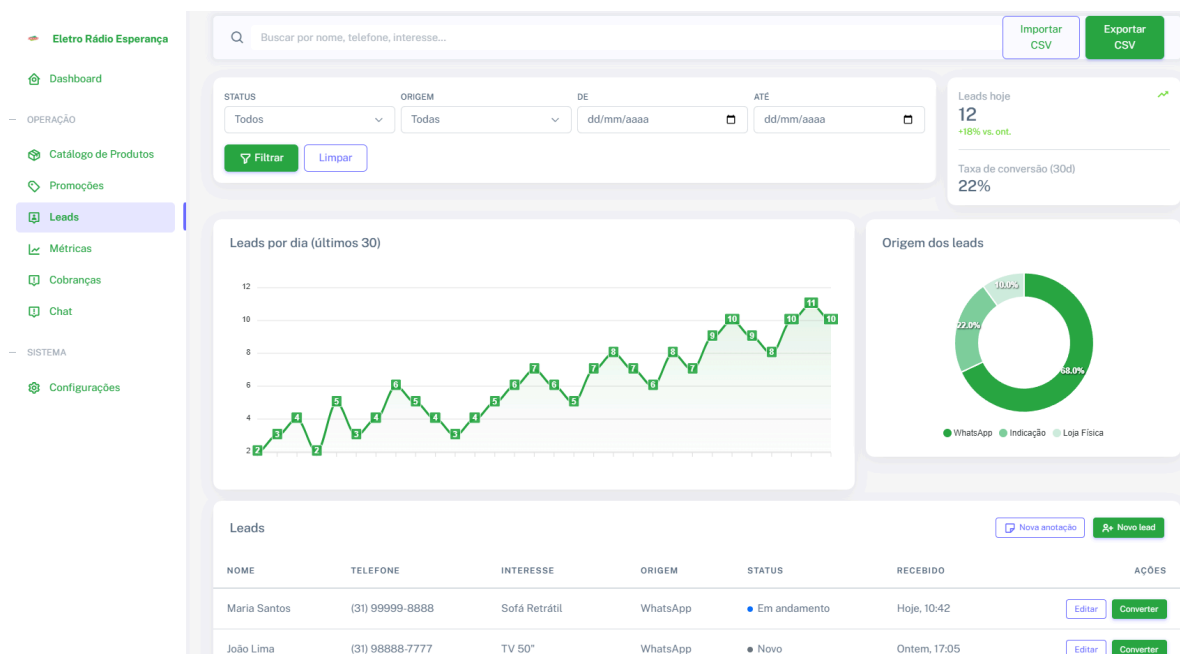 Eletro Rádio Esperança
Dashboard
OPERAÇÃO
Catálogo de Produtos
Promoções
Leads
Métricas
Cobranças
Chat
SISTEMA
Configurações
Buscar por nome, telefone, interesse...
Importar
CSV
Exportar
CSV
STATUS ORIGEM DE ATÉ
Todos Todas dd/mm/aaaa dd/mm/aaaa
Filtrar Limpar
Leads hoje
12
+18% vs. ont.
Taxa de conversão (30d)
22%
Leads por dia (últimos 30)
12
10
8
6
4
2
2 3 4 2 5 3 4 6 5 4 3 4 5 6 7 6 5 7 8 7 6 8 7 9 10 9 8 10 11 10
Origem dos leads
10.0%
22.0%
68.0%
WhatsApp Indicação Loja Física
Leads
Nova anotação Novo lead
NOME TELEFONE INTERESSE ORIGEM STATUS RECEBIDO AÇÕES
Maria Santos (31) 99999-8888 Sofá Retrátil WhatsApp Em andamento Hoje, 10:42 Editar Converter
João Lima (31) 98888-7777 TV 50" WhatsApp Novo Ontem, 17:05 Editar Converter